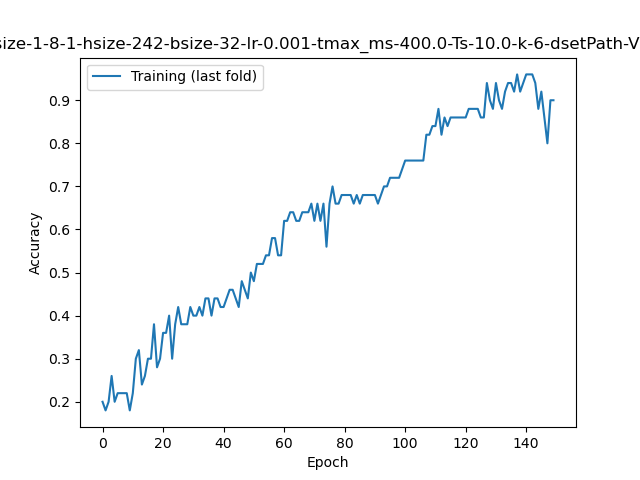 size-1-8-1-hsize-242-bsize-32-lr-0.001-tmax_ms-400.0-Ts-10.0-k-6-dsetPath-V
Training (last fold)
0.9
0.8
0.7
0.6
0.5
0.4
0.3
0.2
Accuracy
0 20 40 60 80 100 120 140
Epoch